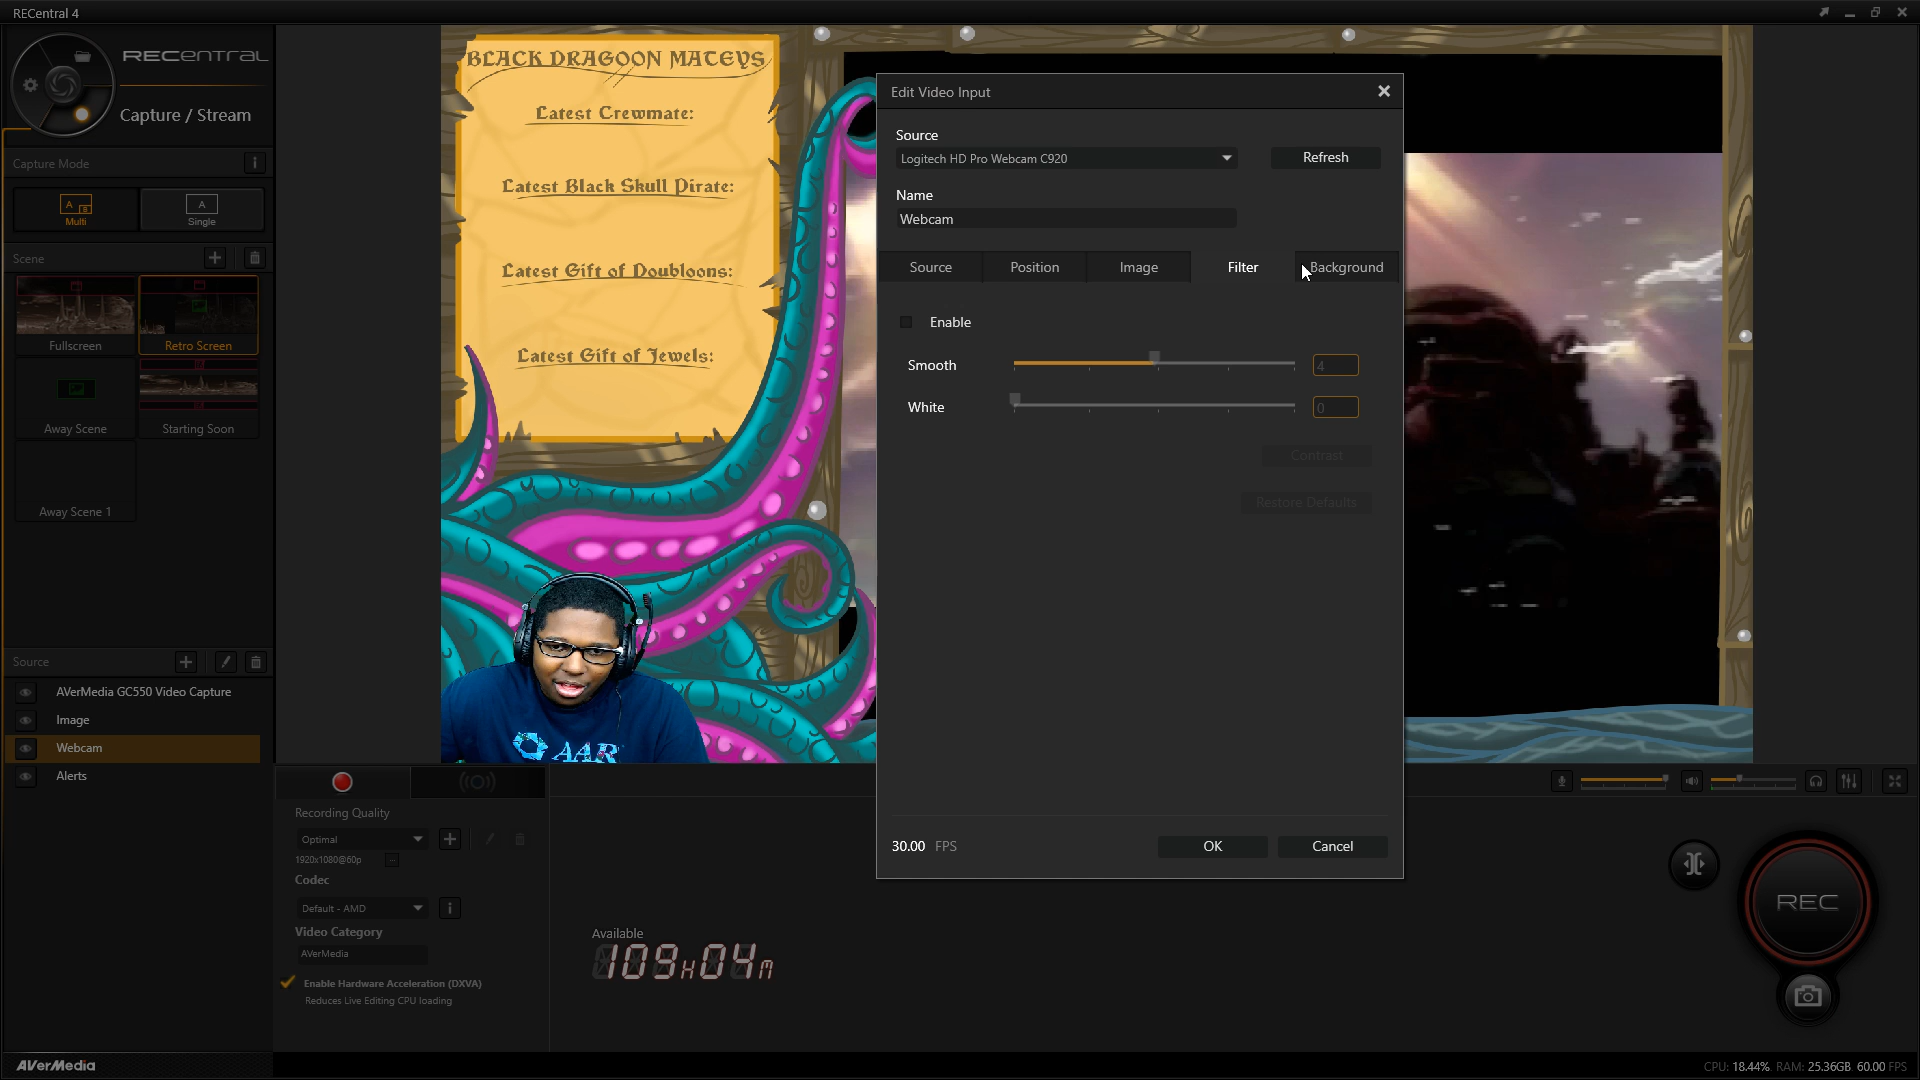 RECentral 4
RECentral
Capture / Stream
Capture Mode
i
A B
Multi
A
Single
Scene
Fullscreen
Retro Screen
Away Scene
Starting Soon
Away Scene 1
Source
AVerMedia GC550 Video Capture
Image
Webcam
Alerts
BLACK DRAGOON MATEYS
Latest Crewmate:
Latest Black Skull Pirate:
Latest Gift of Doubloons:
Latest Gift of Jewels:
AAR
Edit Video Input
Source
Logitech HD Pro Webcam C920
Refresh
Name
Webcam
Source
Position
Image
Filter
Background
Enable
Smooth
4
White
0
Contrast
Restore Defaults
30.00 FPS
OK
Cancel
Recording Quality
Optimal
1920x1080@60p
Codec
Default - AMD
i
Video Category
AVerMedia
Enable Hardware Acceleration (DXVA)
Reduces Live Editing CPU loading
Available
109H04M
REC
AVerMedia
CPU: 18.44% RAM: 25.36GB 60.00 FPS